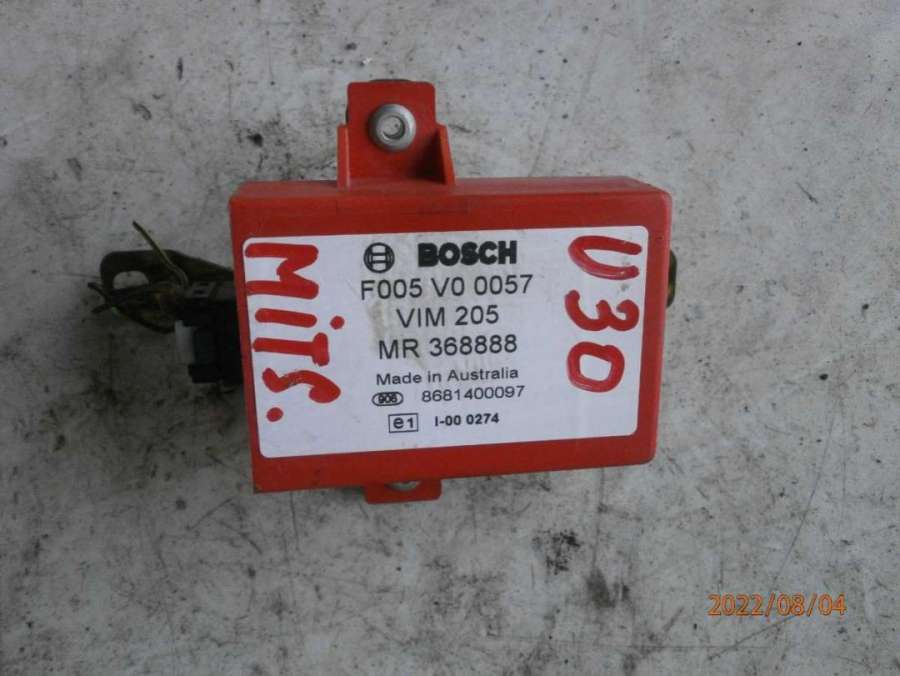 BOSCH
F005 V0 0057
VIM 205
MR 368888
Made in Australia
906 8681400097
e1 I-00 0274
MiTS.
U30
2022/08/04